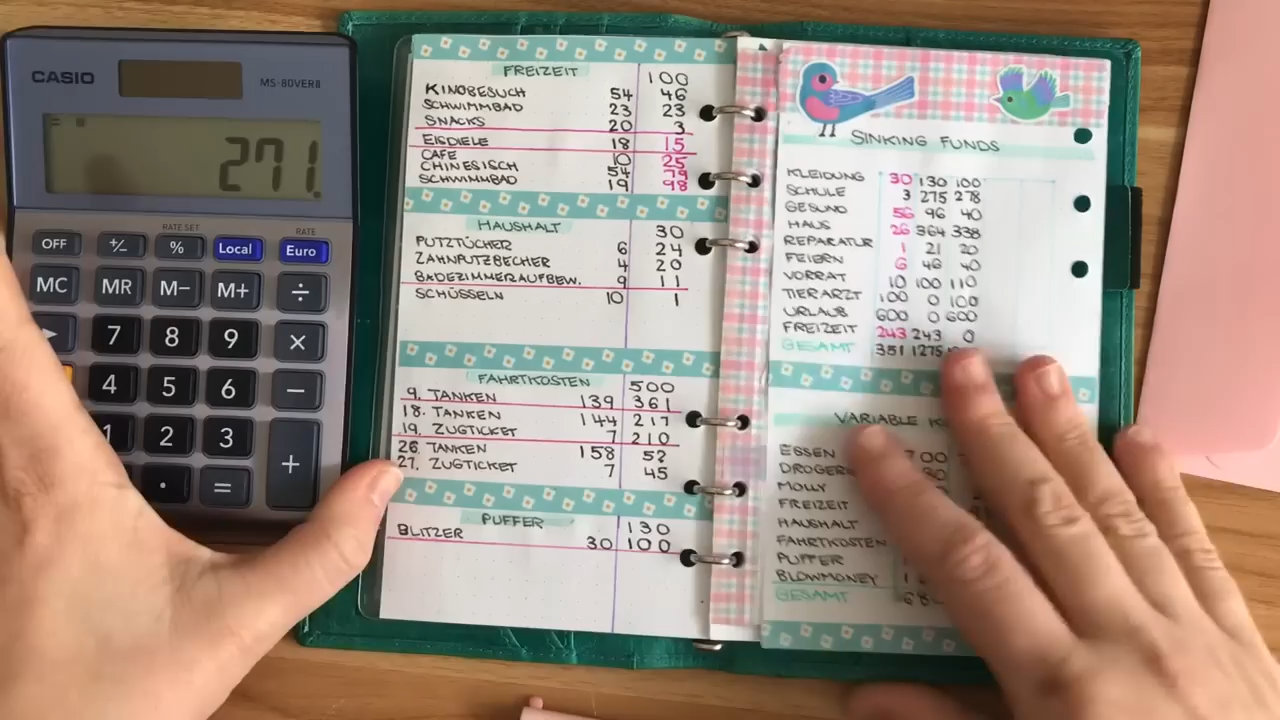 CASIO
MS-80VERB
271.
RATE SET
RATE
OFF +/- % Local Euro
MC MR M- M+ ÷
7 8 9 ×
4 5 6 -
1 2 3
· = +
FREIZEIT 100
KINOBESUCH 54 46
SCHWIMMBAD 23 23
SNACKS 20 3
EISDIELE 18 15
CAFE 10 25
CHINESISCH 54 79
SCHWIMMBAD 19 98
HAUSHALT 30
PUTZTÜCHER 6 24
ZAHNPUTZBECHER 4 20
BADEZIMMERAUFBEW. 9 11
SCHÜSSELN 10 1
FAHRTKOSTEN 500
9. TANKEN 139 361
18. TANKEN 144 217
19. ZUGTICKET 7 210
26. TANKEN 158 52
27. ZUGTICKET 7 45
PUFFER 130
BLITZER 30 100
SINKING FUNDS
KLEIDUNG 30 130 100
SCHULE 3 275 278
GESUND 56 96 40
HAUS 26 364 338
REPARATUR 1 21 20
FEIERN 6 46 40
VORRAT 10 100 110
TIERARZT 100 0 100
URLAUB 600 0 600
FREIZEIT 243 243 0
GESAMT 351 1275
VARIABLE
ESSEN
DROGERI
MOLLY
FREIZEIT
HAUSHALT
FAHRTKOSTEN
PUFFER
BLOWMONEY
GESAMT